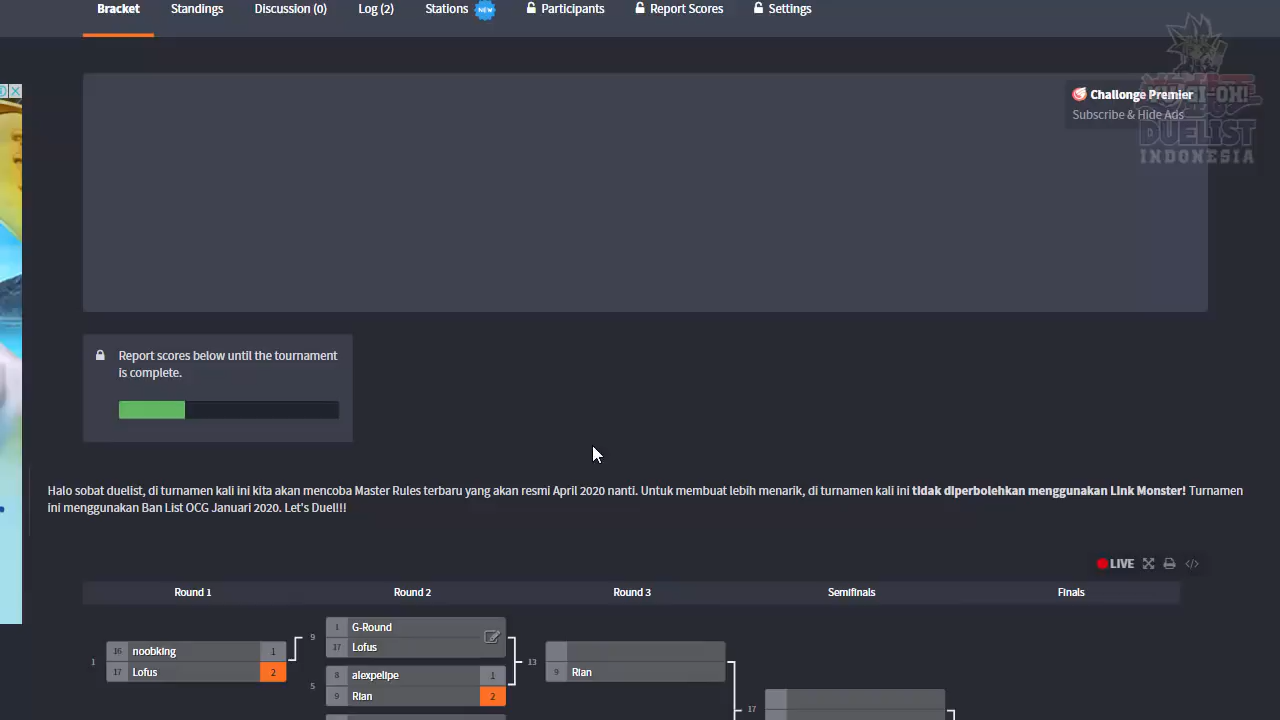 Bracket
Standings
Discussion (0)
Log (2)
Stations NEW
Participants
Report Scores
Settings
Challonge Premier
Subscribe & Hide Ads
YU-GI-OH!
DUELIST
INDONESIA
Report scores below until the tournament
is complete.
Halo sobat duelist, di turnamen kali ini kita akan mencoba Master Rules terbaru yang akan resmi April 2020 nanti. Untuk membuat lebih menarik, di turnamen kali ini tidak diperbolehkan menggunakan Link Monster! Turnamen
ini menggunakan Ban List OCG Januari 2020. Let's Duel!!!
LIVE
Round 1
Round 2
Round 3
Semifinals
Finals
1
16 noobking 1
17 Lofus 2
9
1 G-Round
17 Lofus
5
8 alexpelipe 1
9 Rian 2
13
9 Rian
17